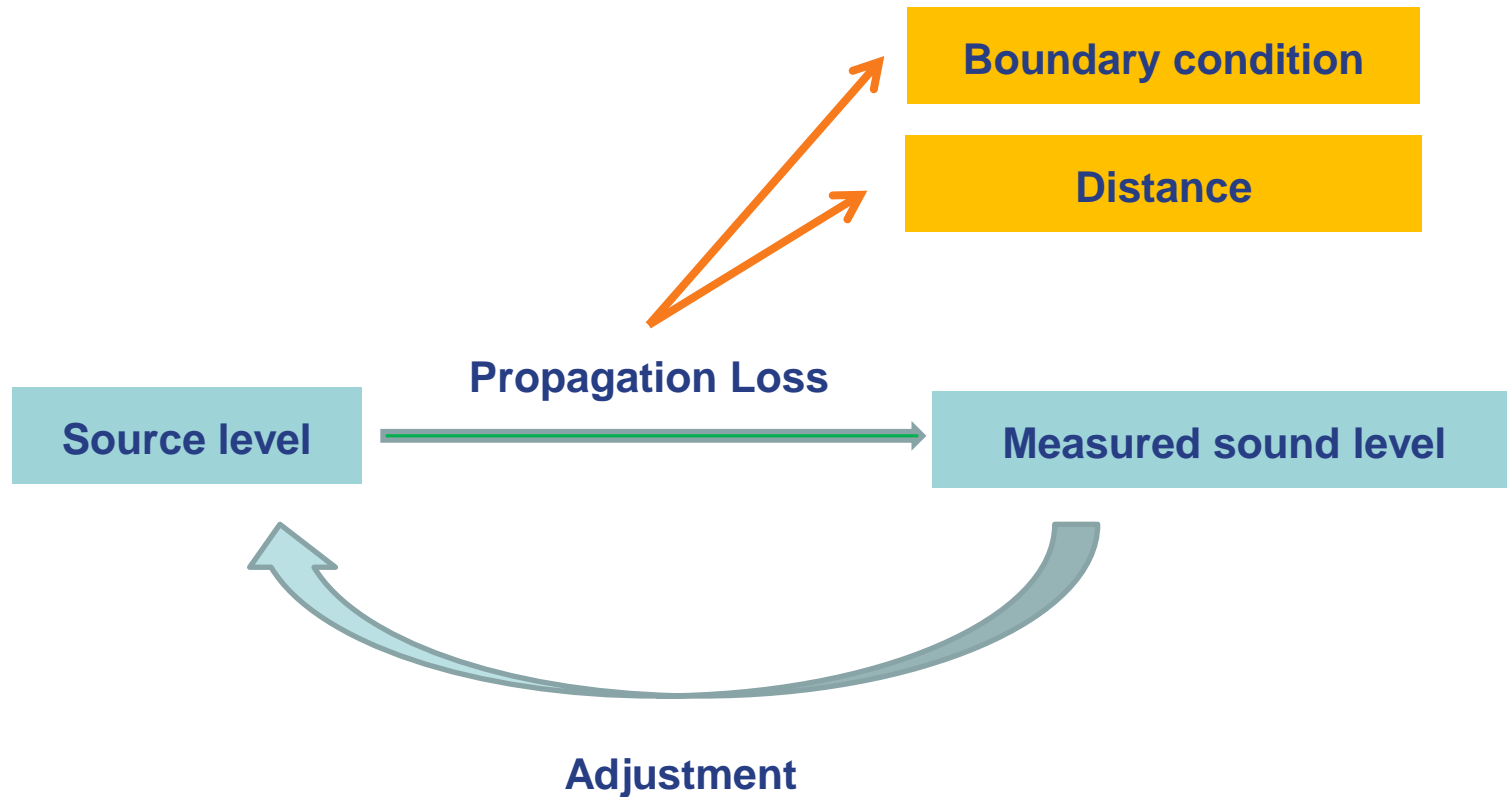 Boundary condition
Distance
Propagation Loss
Source level
Measured sound level
Adjustment